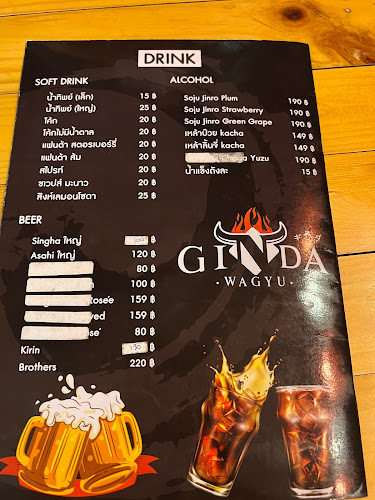 DRINK
SOFT DRINK
น้ำทิพย์ (เล็ก) 15 ฿
น้ำทิพย์ (ใหญ่) 25 ฿
โค้ก 20 ฿
โค้กไม่มีน้ำตาล 20 ฿
แฟนต้า สตอรเบอร์รี่ 20 ฿
แฟนต้า ส้ม 20 ฿
สไปรท์ 20 ฿
ชเวปส์ มะนาว 20 ฿
สิงห์เลมอนโซดา 25 ฿
BEER
Singha ใหญ่ ฿
Asahi ใหญ่ 120 ฿
80 ฿
100 ฿
159 ฿
159 ฿
80 ฿
Kirin 130 ฿
Brothers 220 ฿
ALCOHOL
Soju Jinro Plum 190 ฿
Soju Jinro Strawberry 190 ฿
Soju Jinro Green Grape 190 ฿
เหล้าบ๊วย kacha 149 ฿
เหล้าลิ้นจี่ kacha 149 ฿
Yuzu 190 ฿
น้ำแข็งถังละ 15 ฿
ギンダ
GINDA
·WAGYU·